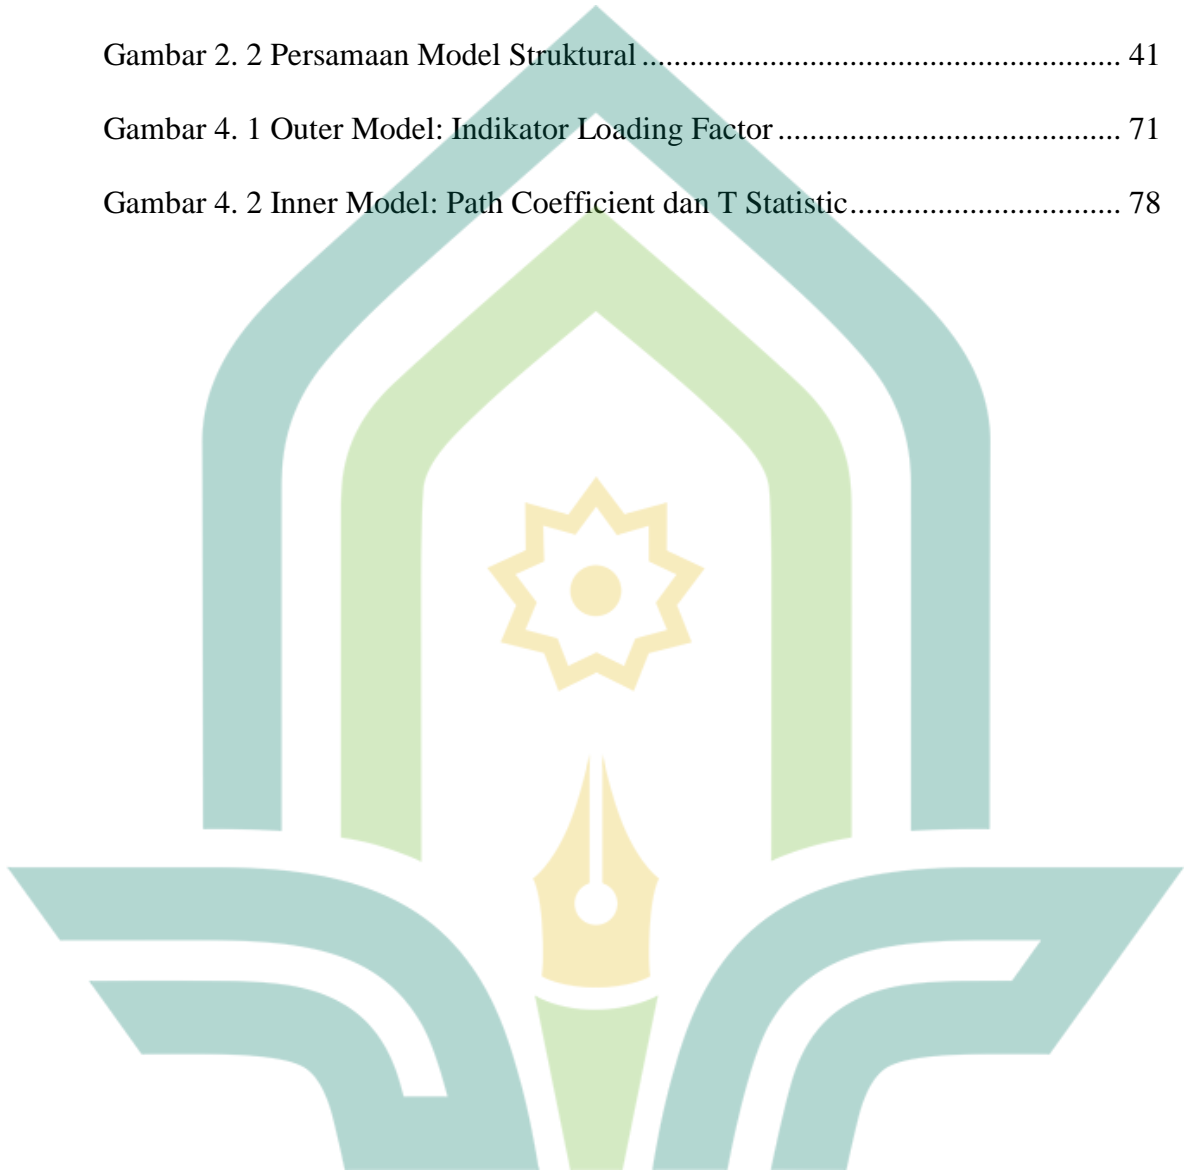 Gambar 2. 2 Persamaan Model Struktural ............................................................ 41
Gambar 4. 1 Outer Model: Indikator Loading Factor ........................................... 71
Gambar 4. 2 Inner Model: Path Coefficient dan T Statistic.................................. 78